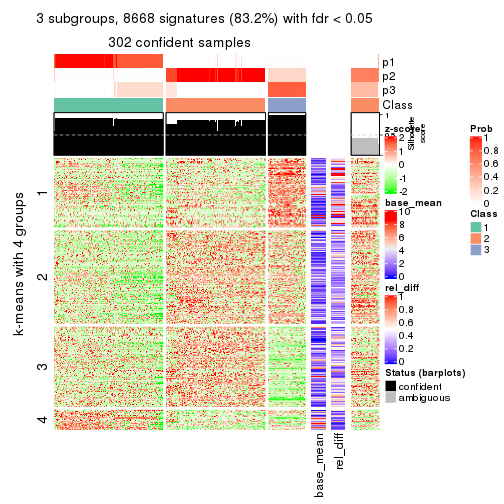 3 subgroups, 8668 signatures (83.2%) with fdr < 0.05
302 confident samples
p1
p2
p3
Class
1
Silhouette
score
z-score
2
1
0
-1
-2
base_mean
10
8
6
4
2
0
rel_diff
1
0.8
0.6
0.4
0.2
0
Status (barplots)
confident
ambiguous
Prob
1
0.8
0.6
0.4
0.2
0
Class
1
2
3
k-means with 4 groups
1
2
3
4
base_mean
rel_diff